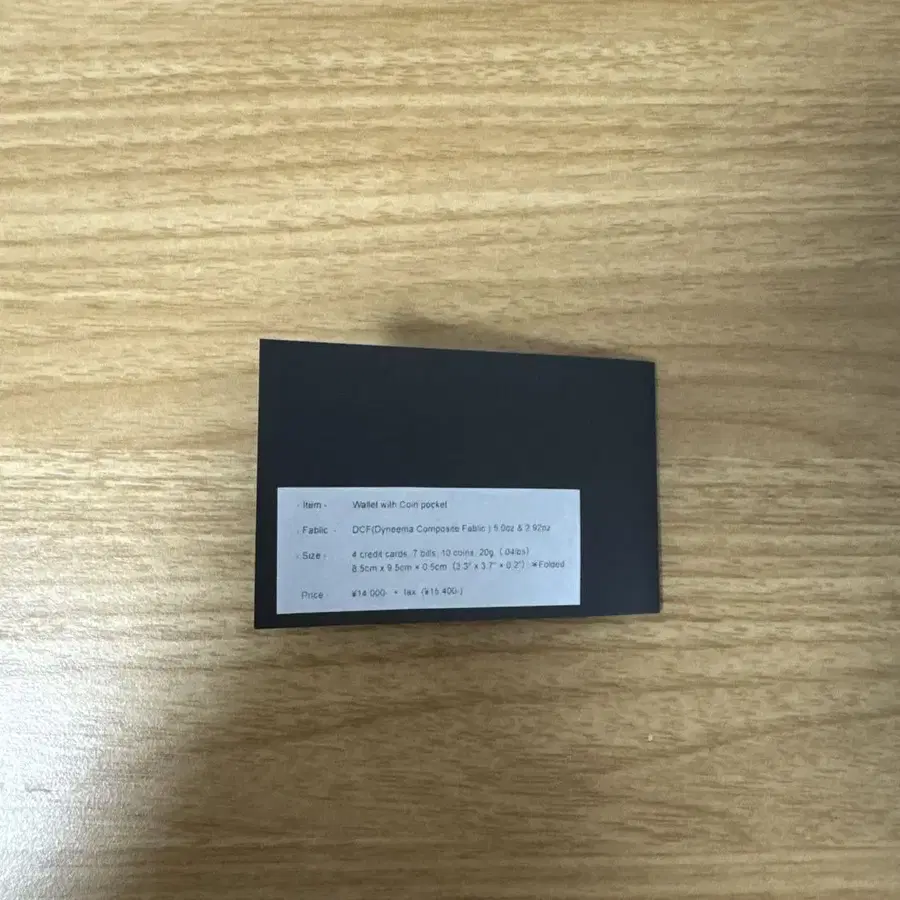 - Item - Wallet with Coin pocket
- Fablic - DCF(Dyneema Composite Fablic ) 5.0oz & 2.92oz
- Size - 4 credit cards, 7 bills, 10 coins, 20g, (.04lbs)
8.5cm x 9.5cm × 0.5cm (3.3" x 3.7" × 0.2") ※Folded
Price ¥14,000- + tax (¥15,400-)